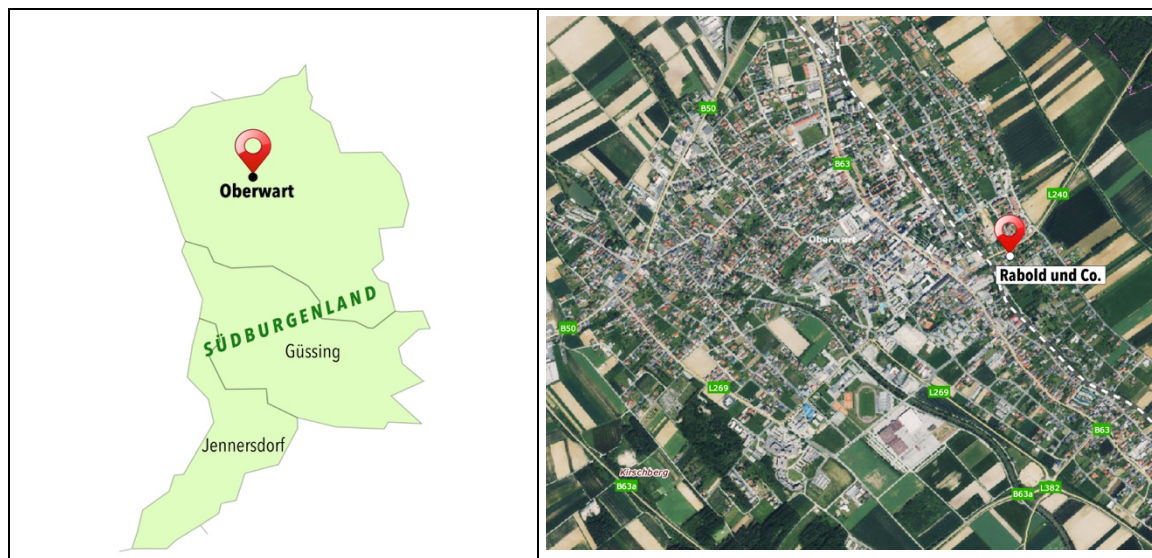 Oberwart
SÜDBURGENLAND
Güssing
Jennersdorf
B50
B63
L240
Oberwart
Rabold und Co.
B50
L269
L269
B63
Kirschberg
B63a
B63a
L382